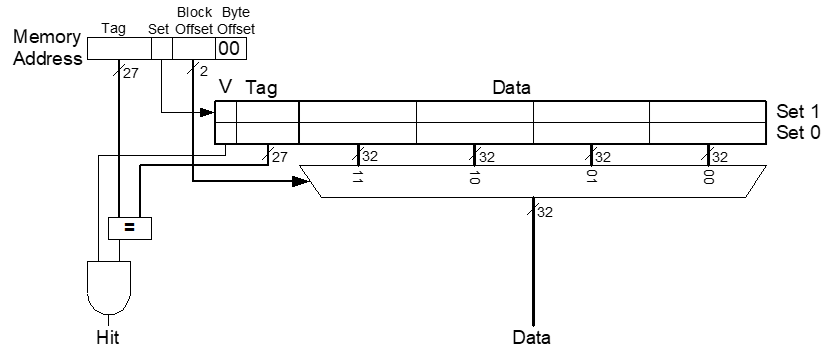 Block Byte
Tag Set Offset Offset
Memory
Address
00
27
2
V Tag Data
Set 1
Set 0
27 32 32 32 32
11 10 01 00
32
=
Hit Data